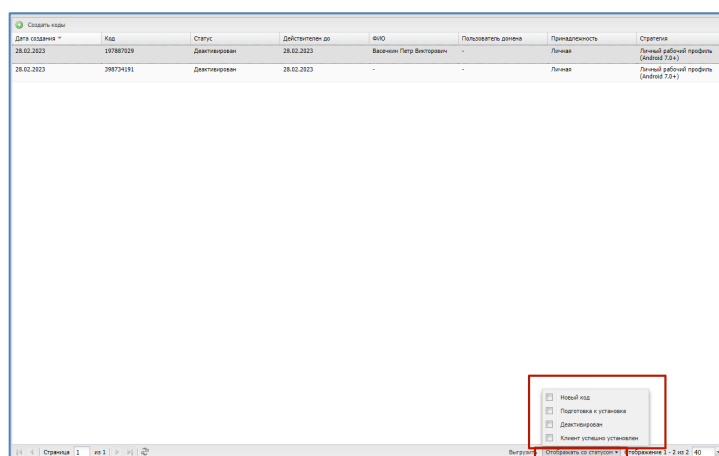 Создать коды
Дата создания Код Статус Действителен до ФИО Пользователь домена Принадлежность Стратегия
28.02.2023 197887029 Деактивирован 28.02.2023 Васечкин Петр Викторович - Личная Личный рабочий профиль
(Android 7.0+)
28.02.2023 398734191 Деактивирован 28.02.2023 - - Личная Личный рабочий профиль
(Android 7.0+)
Новый код
Подготовка к установке
Деактивирован
Клиент успешно установлен
Страница 1 из 1 Выгрузить Отображать со статусом Отображение 1 - 2 из 2 40